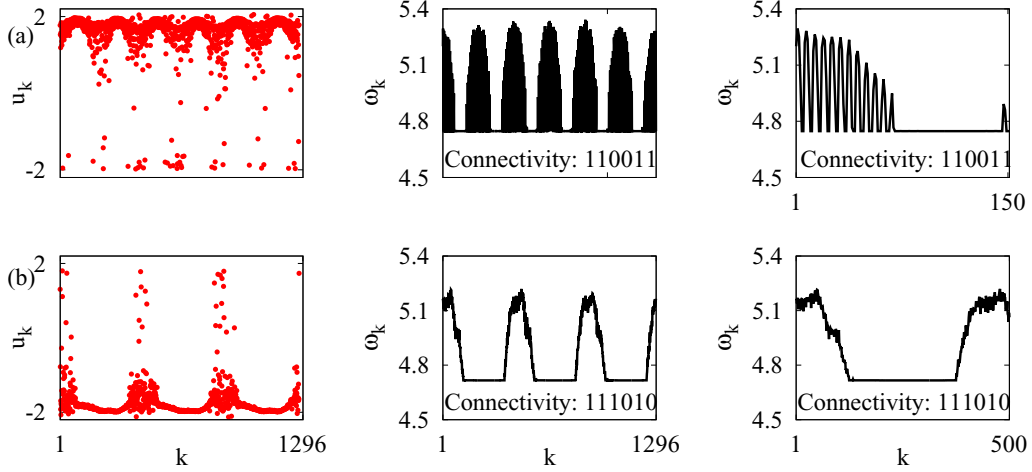 (a)
u_k
2
-2
ω_k
5.4
5.1
4.8
4.5
Connectivity: 110011
ω_k
5.4
5.1
4.8
4.5
Connectivity: 110011
1
150
(b)
u_k
2
-2
1
k
1296
ω_k
5.4
5.1
4.8
4.5
Connectivity: 111010
1
k
1296
ω_k
5.4
5.1
4.8
4.5
Connectivity: 111010
1
k
500